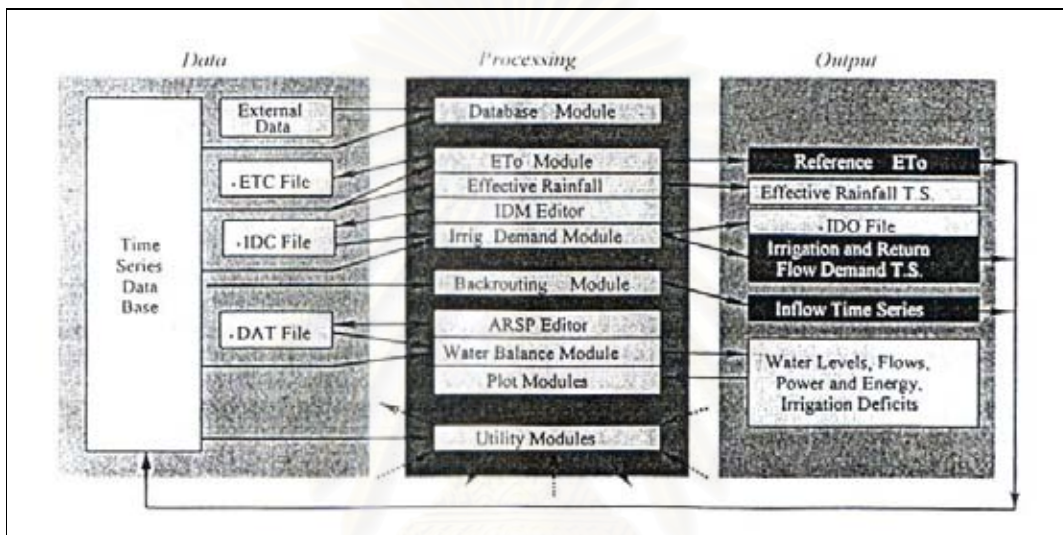 Data
Processing
Output
External
Data
.ETC File
.IDC File
.DAT File
Time
Series
Data
Base
Database Module
ETo Module
Effective Rainfall
IDM Editor
Irrig Demand Module
Backrouting Module
ARSP Editor
Water Balance Module
Plot Modules
Utility Modules
Reference ETo
Effective Rainfall T.S.
.IDO File
Irrigation and Return
Flow Demand T.S.
Inflow Time Series
Water Levels, Flows,
Power and Energy,
Irrigation Deficits